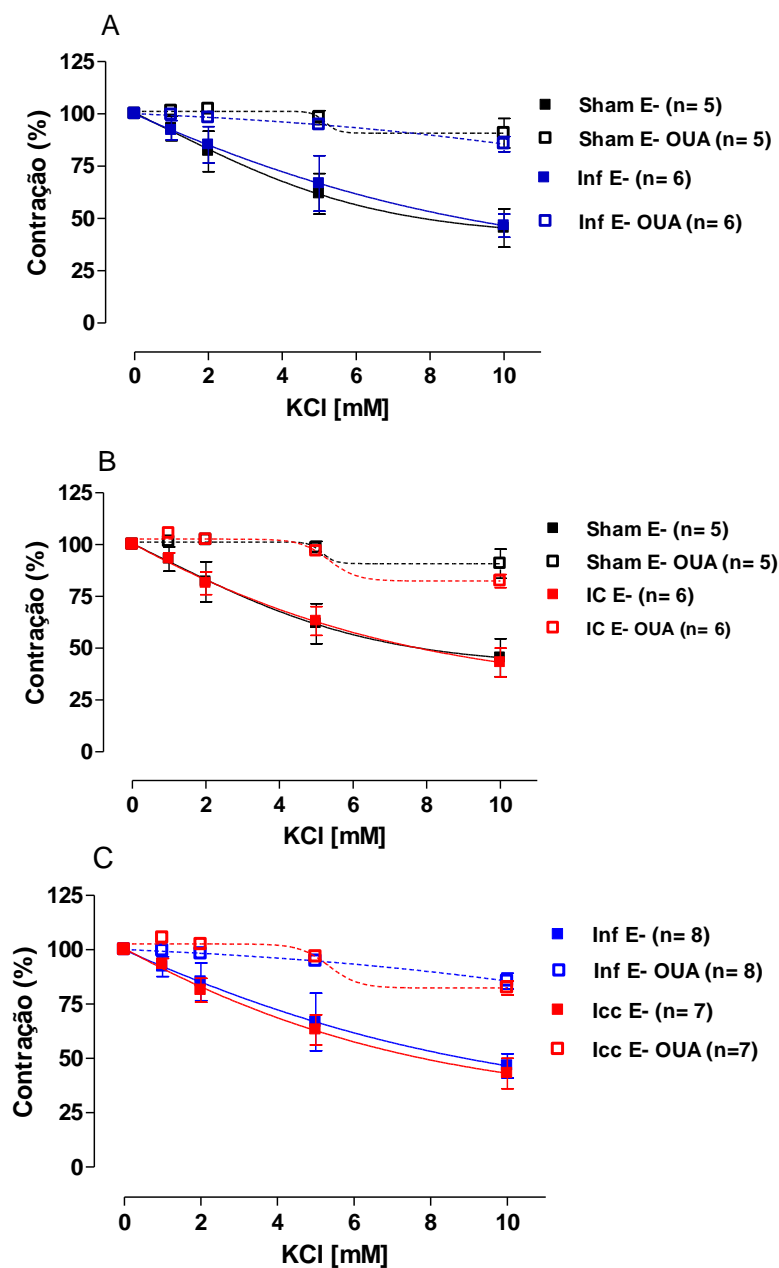 A
125
100
75
50
25
0
Contração (%)
0 2 4 6 8 10
KCl [mM]
Sham E- (n= 5)
Sham E- OUA (n= 5)
Inf E- (n= 6)
Inf E- OUA (n= 6)
B
125
100
75
50
25
0
Contração (%)
0 2 4 6 8 10
KCl [mM]
Sham E- (n= 5)
Sham E- OUA (n= 5)
IC E- (n= 6)
IC E- OUA (n= 6)
C
125
100
75
50
25
0
Contração (%)
0 2 4 6 8 10
KCl [mM]
Inf E- (n= 8)
Inf E- OUA (n= 8)
Icc E- (n= 7)
Icc E- OUA (n=7)